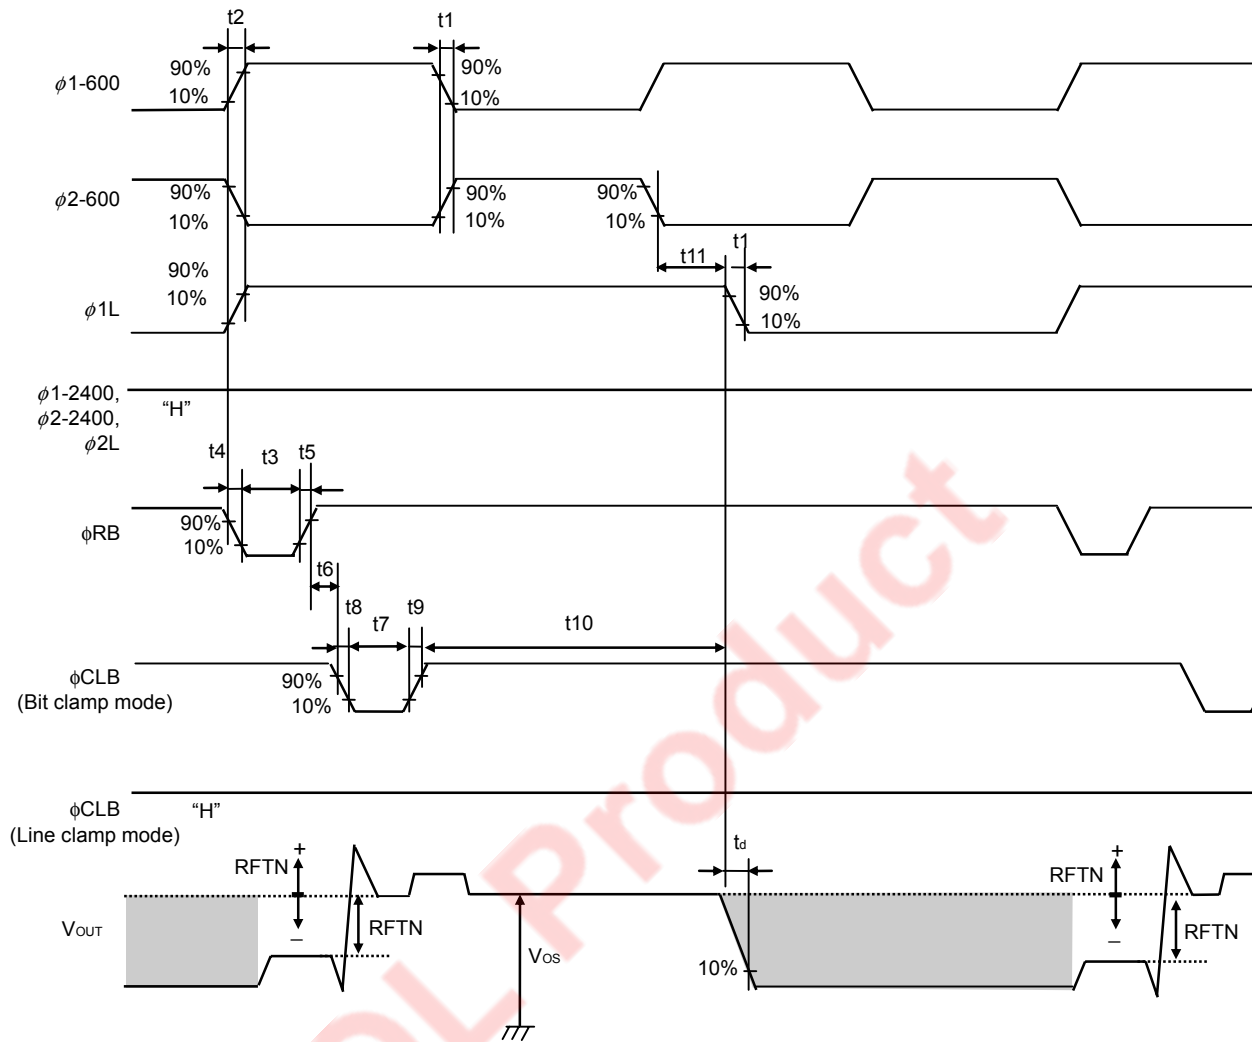 t2
t1
ϕ1-600
90%
10%
90%
10%
ϕ2-600
90%
10%
90%
10%
90%
10%
t11
t1
ϕ1L
90%
10%
90%
10%
ϕ1-2400,
ϕ2-2400,
ϕ2L
“H”
t4
t3
t5
ϕRB
90%
10%
t6
t8
t7
t9
t10
ϕCLB
(Bit clamp mode)
90%
10%
ϕCLB
(Line clamp mode)
“H”
td
RFTN
+
–
RFTN
VOUT
VOS
10%
RFTN
+
–
RFTN
OL Product